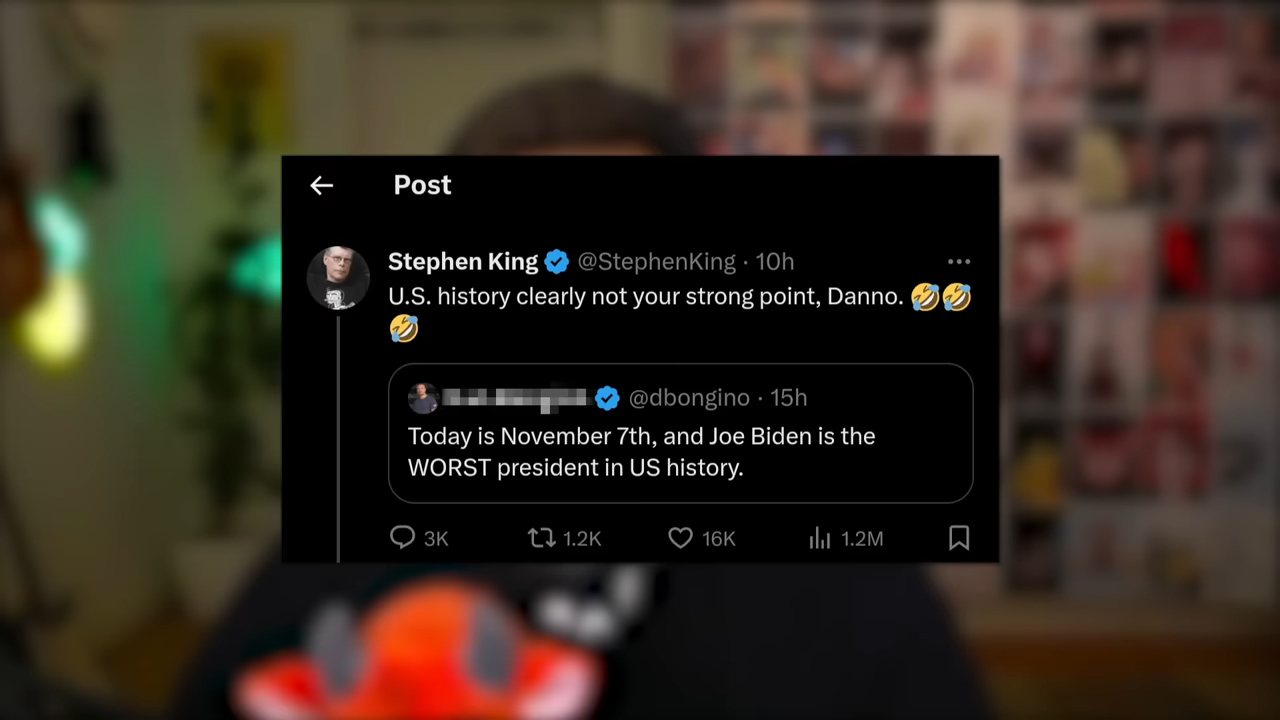 Post
Stephen King @StephenKing · 10h
U.S. history clearly not your strong point, Danno. 🤣🤣
🤣
@dbongino · 15h
Today is November 7th, and Joe Biden is the
WORST president in US history.
3K 1.2K 16K 1.2M